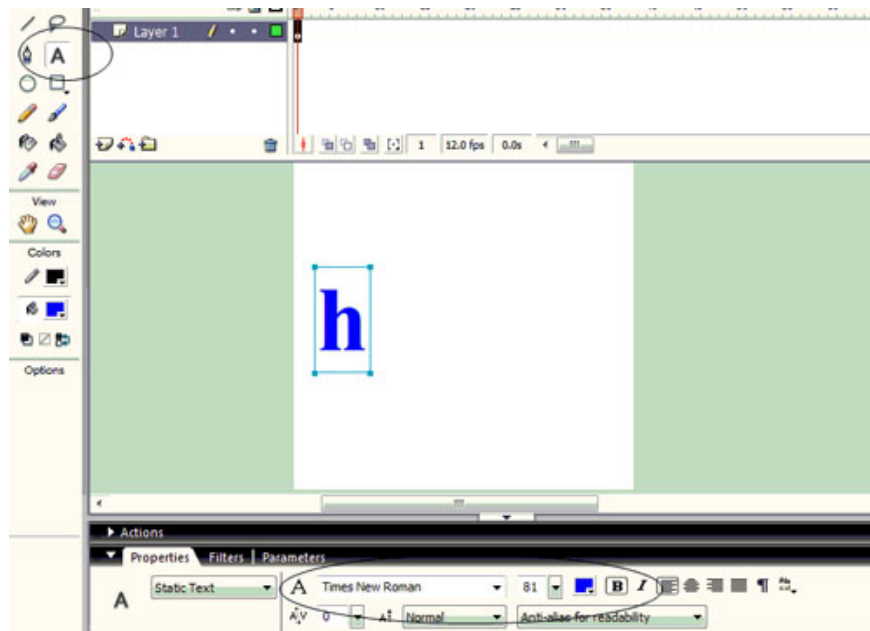 Layer 1
A
1 12.0 fps 0.0s
View
Colors
h
Options
Actions
Properties Filters Parameters
A Static Text A Times New Roman 81 B I ¶
A V 0 A Normal Anti-alias for readability